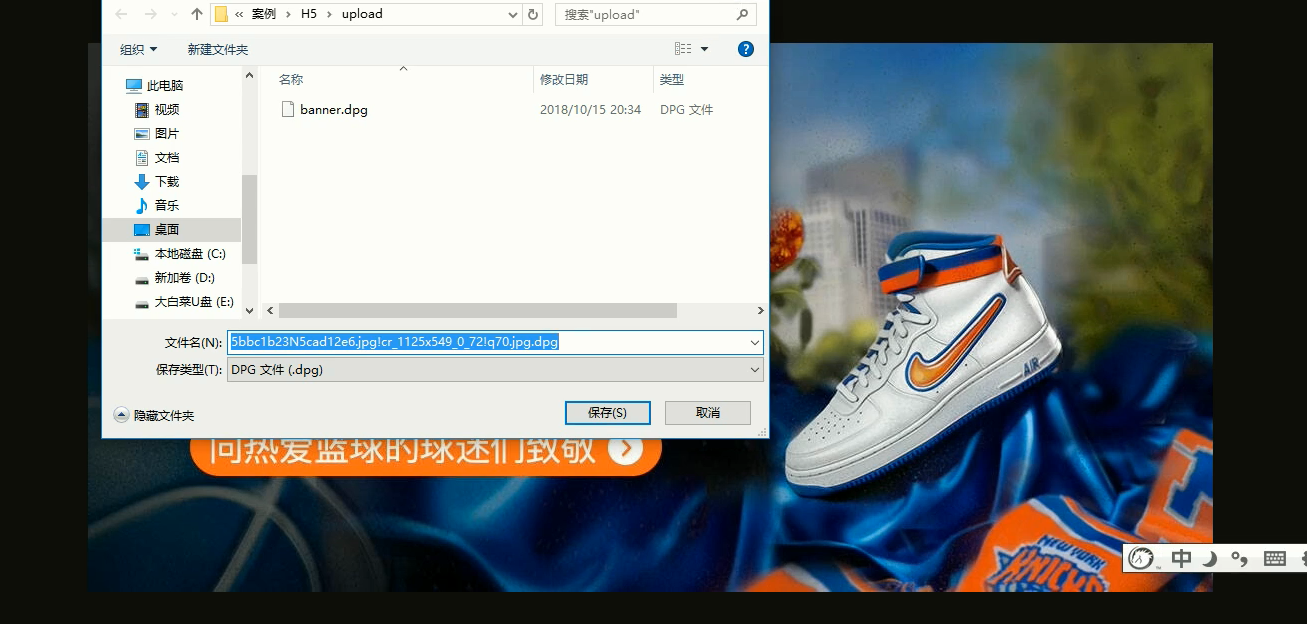 « 案例 › H5 › upload
搜索"upload"
组织
新建文件夹
?
名称
修改日期
类型
此电脑
视频
图片
文档
下载
音乐
桌面
本地磁盘 (C:)
新加卷 (D:)
大白菜U盘 (E:)
banner.dpg
2018/10/15 20:34
DPG 文件
文件名(N):
5bbc1b23N5cad12e6.jpg!cr_1125x549_0_72!q70.jpg.dpg
保存类型(T):
DPG 文件 (.dpg)
隐藏文件夹
保存(S)
取消
向热爱篮球的球迷们致敬
AIR
NEW YORK
KNICKS
中